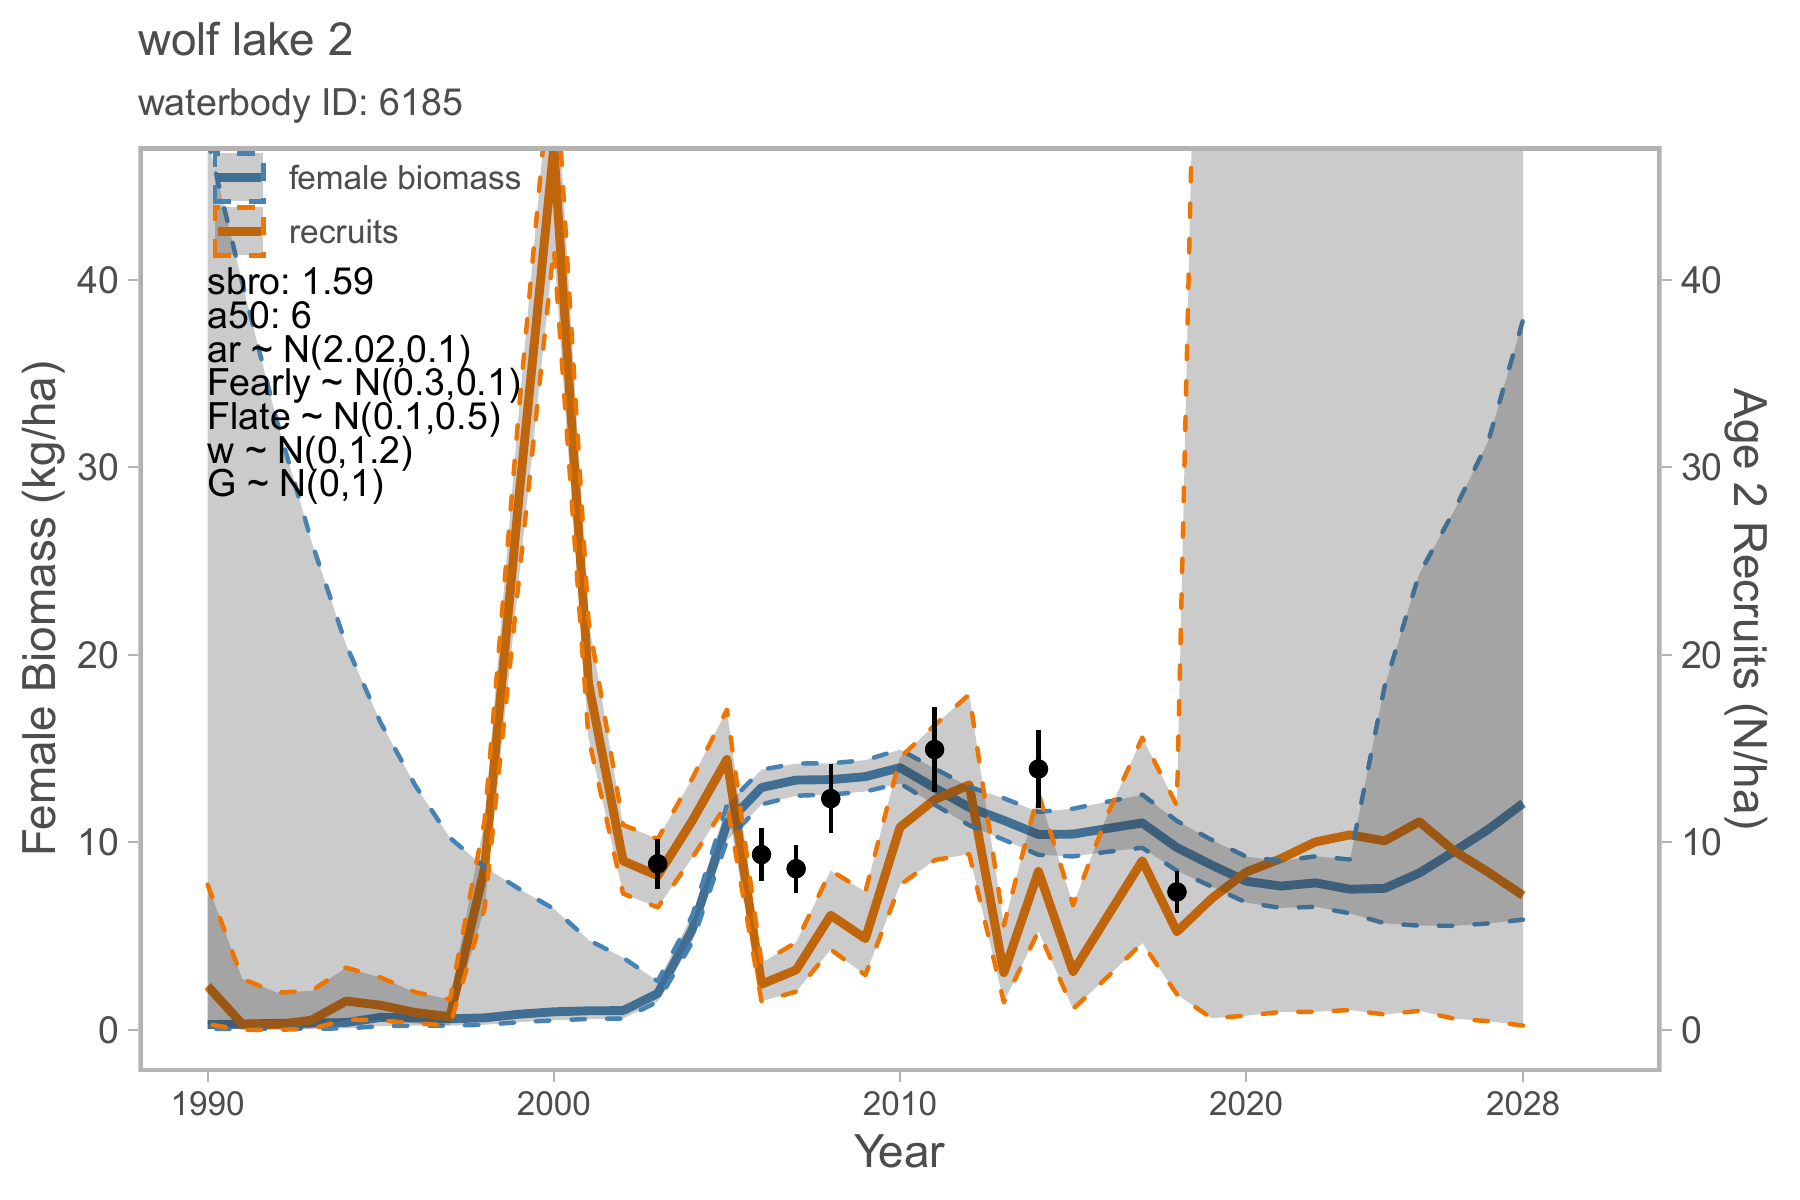 wolf lake 2
waterbody ID: 6185
female biomass
recruits
sbro: 1.59
a50: 6
ar ~ N(2.02,0.1)
Fearly ~ N(0.3,0.1)
Flate ~ N(0.1,0.5)
w ~ N(0,1.2)
G ~ N(0,1)
40
30
20
10
0
Female Biomass (kg/ha)
40
30
20
10
0
Age 2 Recruits (N/ha)
1990
2000
2010
2020
2028
Year